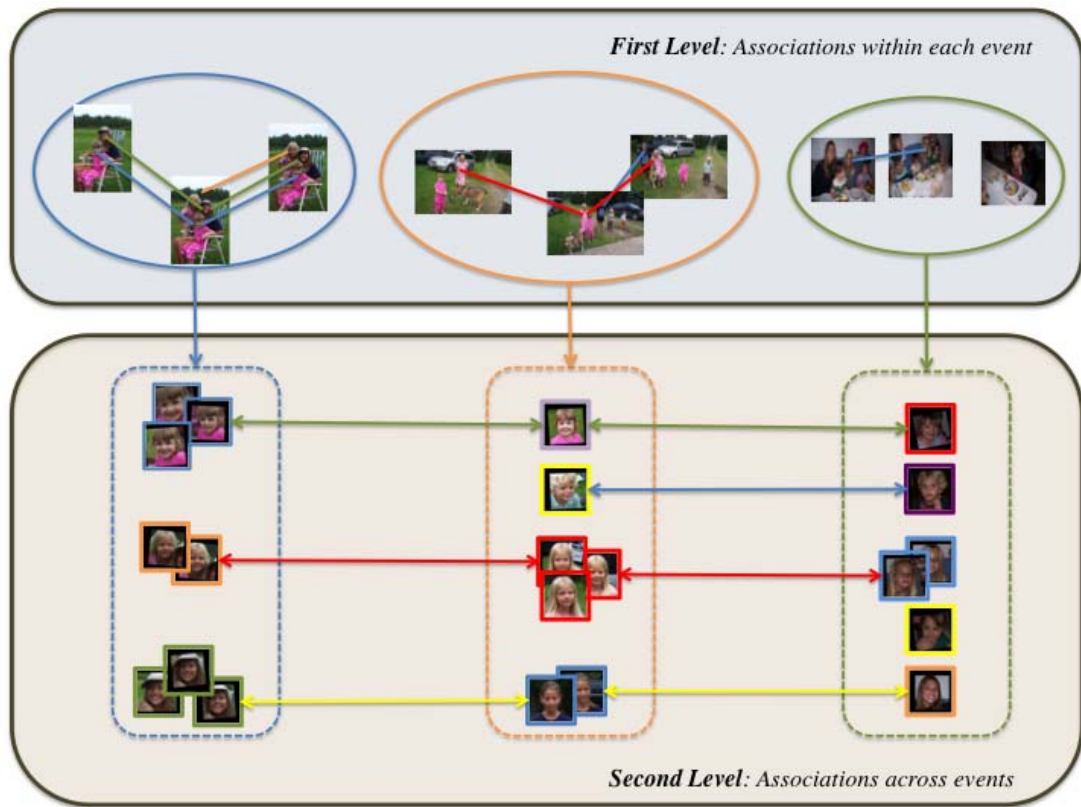 First Level: Associations within each event
Second Level: Associations across events